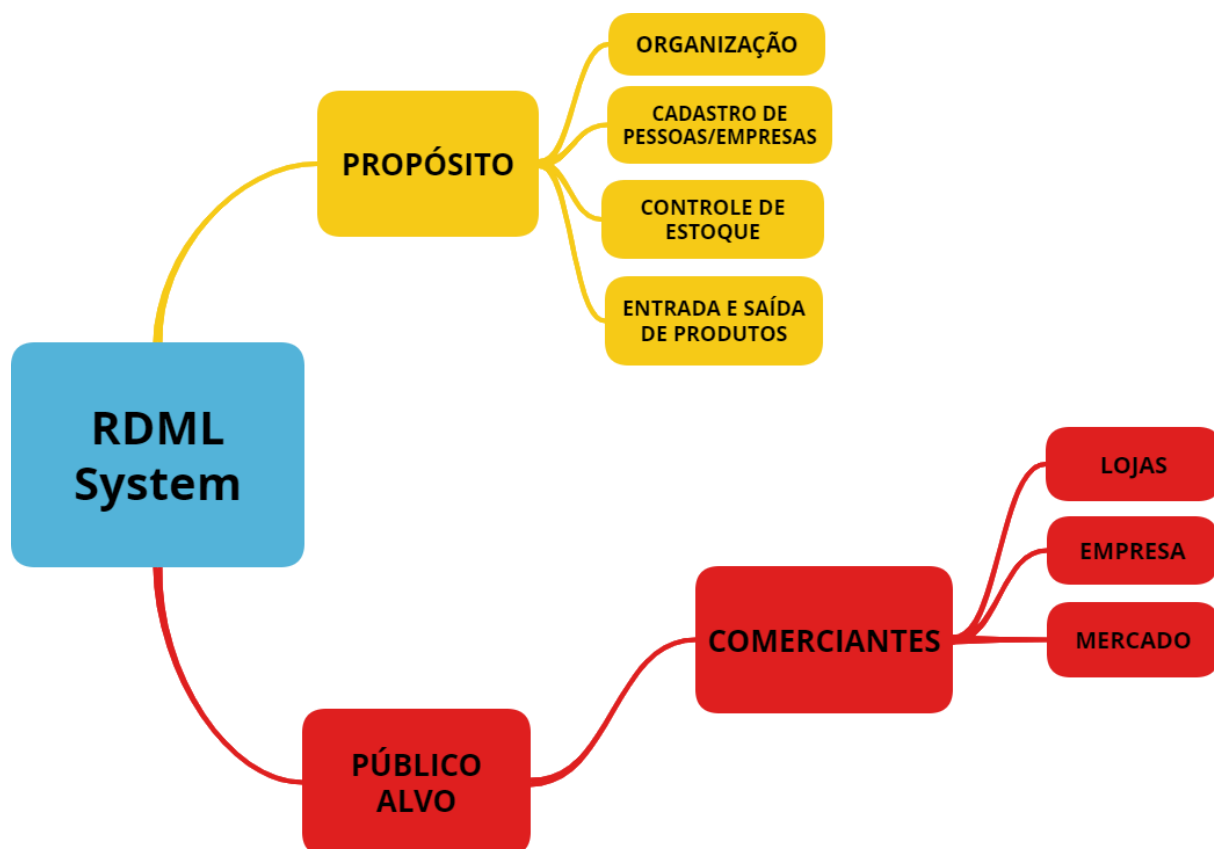 ORGANIZAÇÃO
CADASTRO DE
PESSOAS/EMPRESAS
PROPÓSITO
CONTROLE DE
ESTOQUE
ENTRADA E SAÍDA
DE PRODUTOS
RDML
System
LOJAS
EMPRESA
COMERCIANTES
MERCADO
PÚBLICO
ALVO